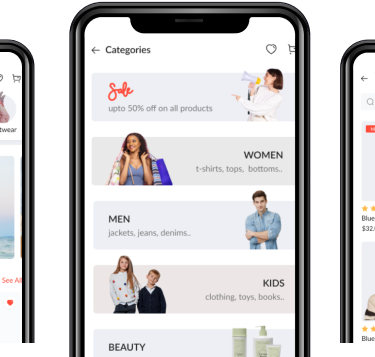 Categories
Sale
upto 50% off on all products
WOMEN
t-shirts, tops, bottoms..
MEN
jackets, jeans, denims..
KIDS
clothing, toys, books..
BEAUTY
twear
See Al
Blue
$32.
Blue